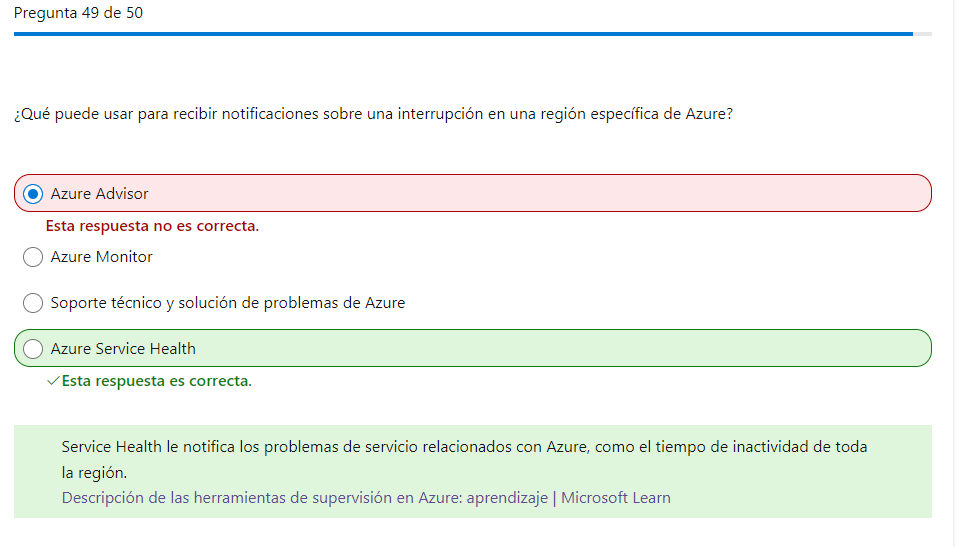 Pregunta 49 de 50
¿Qué puede usar para recibir notificaciones sobre una interrupción en una región específica de Azure?
Azure Advisor
Esta respuesta no es correcta.
Azure Monitor
Soporte técnico y solución de problemas de Azure
Azure Service Health
Esta respuesta es correcta.
Service Health le notifica los problemas de servicio relacionados con Azure, como el tiempo de inactividad de toda
la región.
Descripción de las herramientas de supervisión en Azure: aprendizaje | Microsoft Learn